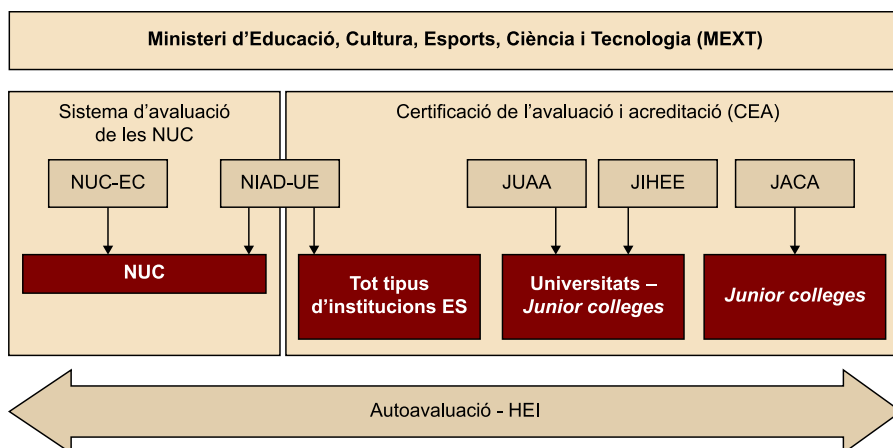 Ministeri d’Educació, Cultura, Esports, Ciència i Tecnologia (MEXT)
Sistema d’avaluació
de les NUC
Certificació de l’avaluació i acreditació (CEA)
NUC-EC
NIAD-UE
JUAA
JIHEE
JACA
NUC
Tot tipus
d’institucions ES
Universitats –
Junior colleges
Junior colleges
Autoavaluació - HEI